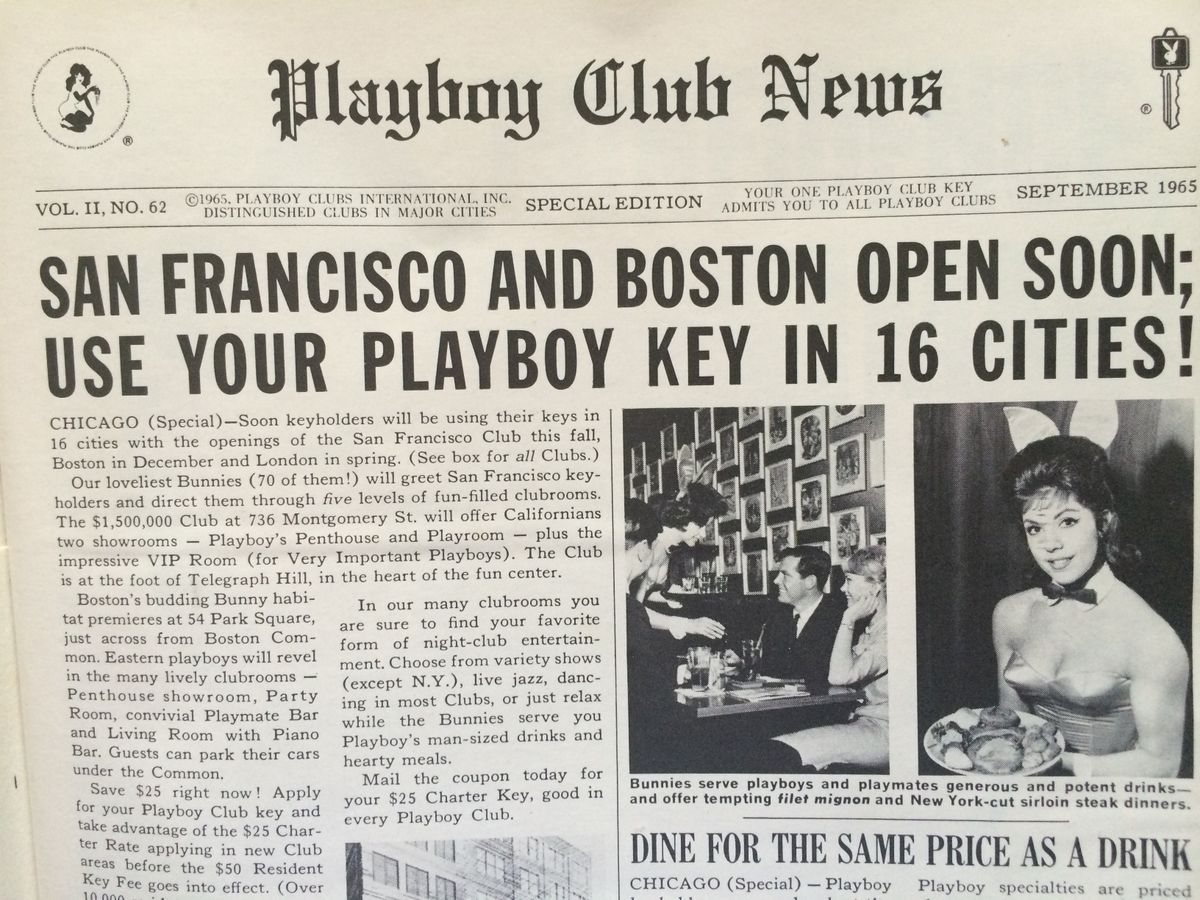 Playboy Club News
®
®
VOL. II, NO. 62
©1965, PLAYBOY CLUBS INTERNATIONAL, INC.
DISTINGUISHED CLUBS IN MAJOR CITIES
SPECIAL EDITION
YOUR ONE PLAYBOY CLUB KEY
ADMITS YOU TO ALL PLAYBOY CLUBS
SEPTEMBER 1965
SAN FRANCISCO AND BOSTON OPEN SOON;
USE YOUR PLAYBOY KEY IN 16 CITIES!
CHICAGO (Special)—Soon keyholders will be using their keys in
16 cities with the openings of the San Francisco Club this fall,
Boston in December and London in spring. (See box for all Clubs.)
Our loveliest Bunnies (70 of them!) will greet San Francisco key-
holders and direct them through five levels of fun-filled clubrooms.
The $1,500,000 Club at 736 Montgomery St. will offer Californians
two showrooms — Playboy's Penthouse and Playroom — plus the
impressive VIP Room (for Very Important Playboys). The Club
is at the foot of Telegraph Hill, in the heart of the fun center.
Boston's budding Bunny habi-
tat premieres at 54 Park Square,
just across from Boston Com-
mon. Eastern playboys will revel
in the many lively clubrooms —
Penthouse showroom, Party
Room, convivial Playmate Bar
and Living Room with Piano
Bar. Guests can park their cars
under the Common.
Save $25 right now! Apply
for your Playboy Club key and
take advantage of the $25 Char-
ter Rate applying in new Club
areas before the $50 Resident
Key Fee goes into effect. (Over
10,000
In our many clubrooms you
are sure to find your favorite
form of night-club entertain-
ment. Choose from variety shows
(except N.Y.), live jazz, danc-
ing in most Clubs, or just relax
while the Bunnies serve you
Playboy's man-sized drinks and
hearty meals.
Mail the coupon today for
your $25 Charter Key, good in
every Playboy Club.
Bunnies serve playboys and playmates generous and potent drinks—
and offer tempting filet mignon and New York-cut sirloin steak dinners.
DINE FOR THE SAME PRICE AS A DRINK
CHICAGO (Special) — Playboy
Playboy specialties are priced